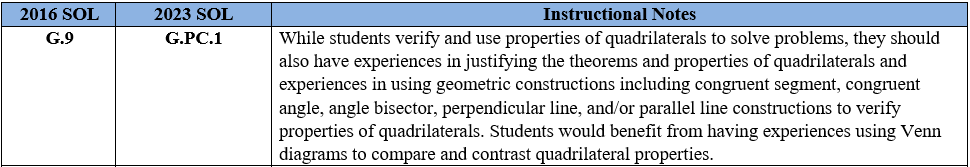 2016 SOL 2023 SOL Instructional Notes
G.9 G.PC.1 While students verify and use properties of quadrilaterals to solve problems, they should
also have experiences in justifying the theorems and properties of quadrilaterals and
experiences in using geometric constructions including congruent segment, congruent
angle, angle bisector, perpendicular line, and/or parallel line constructions to verify
properties of quadrilaterals. Students would benefit from having experiences using Venn
diagrams to compare and contrast quadrilateral properties.